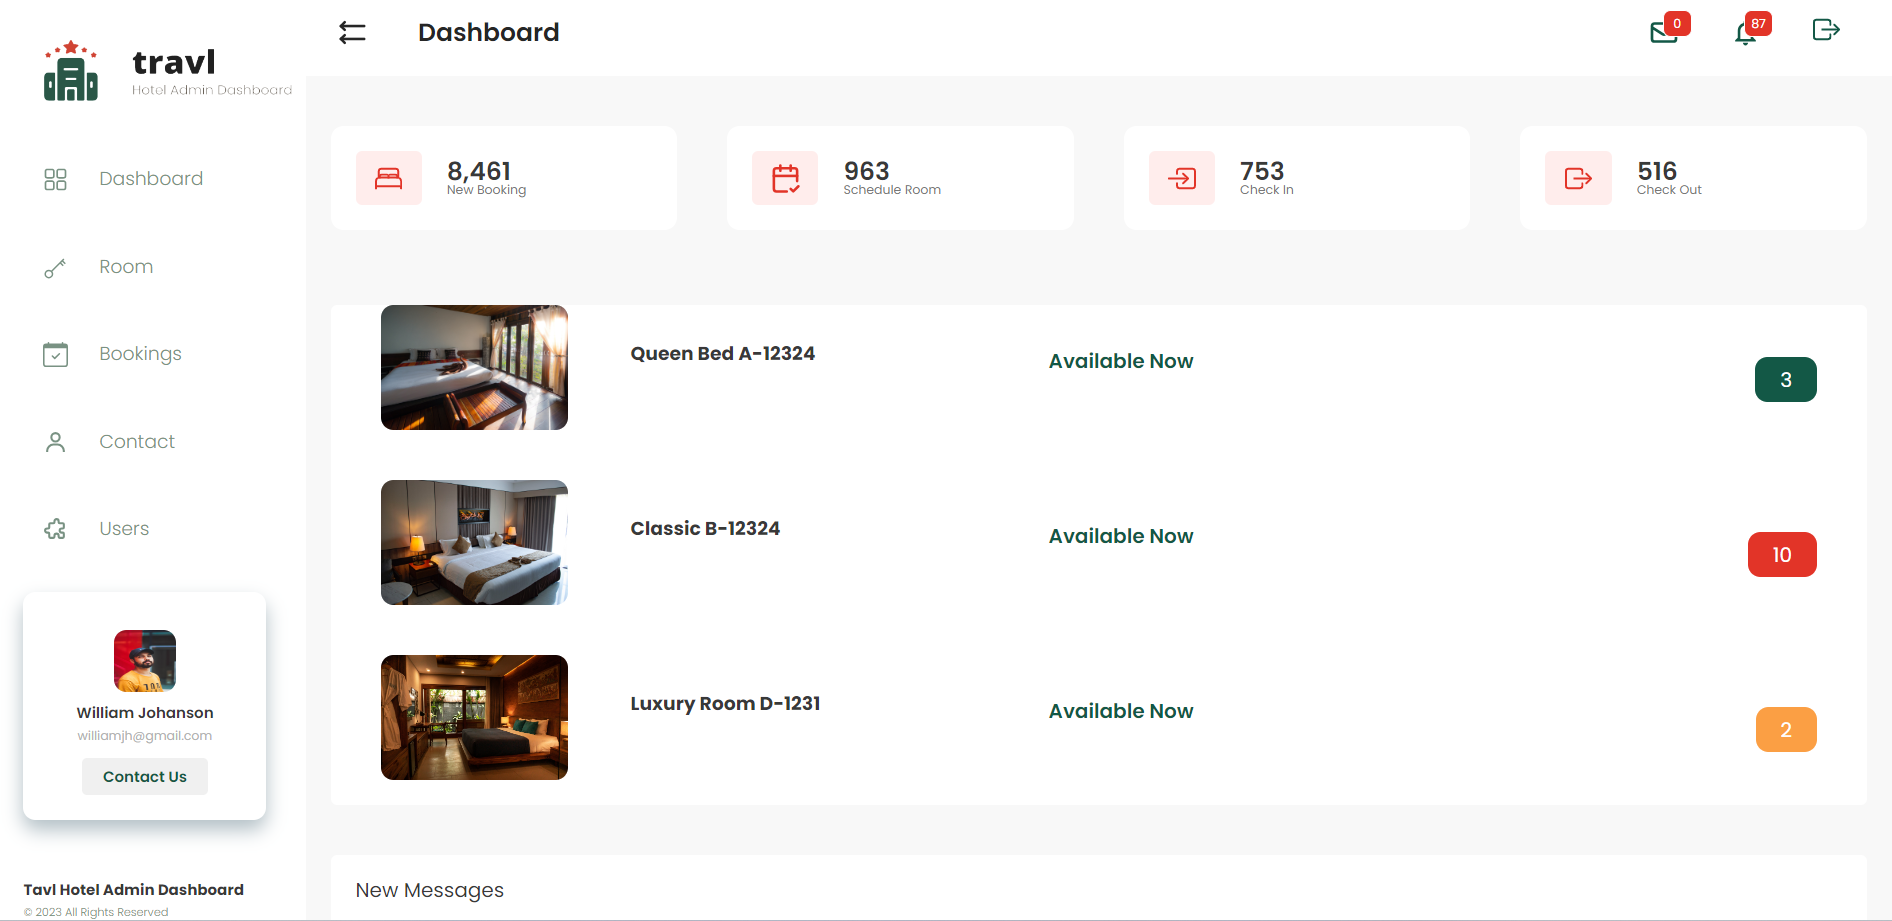 travl
Hotel Admin Dashboard
Dashboard
Room
Bookings
Contact
Users
William Johanson
williamjh@gmail.com
Contact Us
Tavl Hotel Admin Dashboard
© 2023 All Rights Reserved
Dashboard
0
87
8,461
New Booking
963
Schedule Room
753
Check In
516
Check Out
Queen Bed A-12324
Available Now
3
Classic B-12324
Available Now
10
Luxury Room D-1231
Available Now
2
New Messages